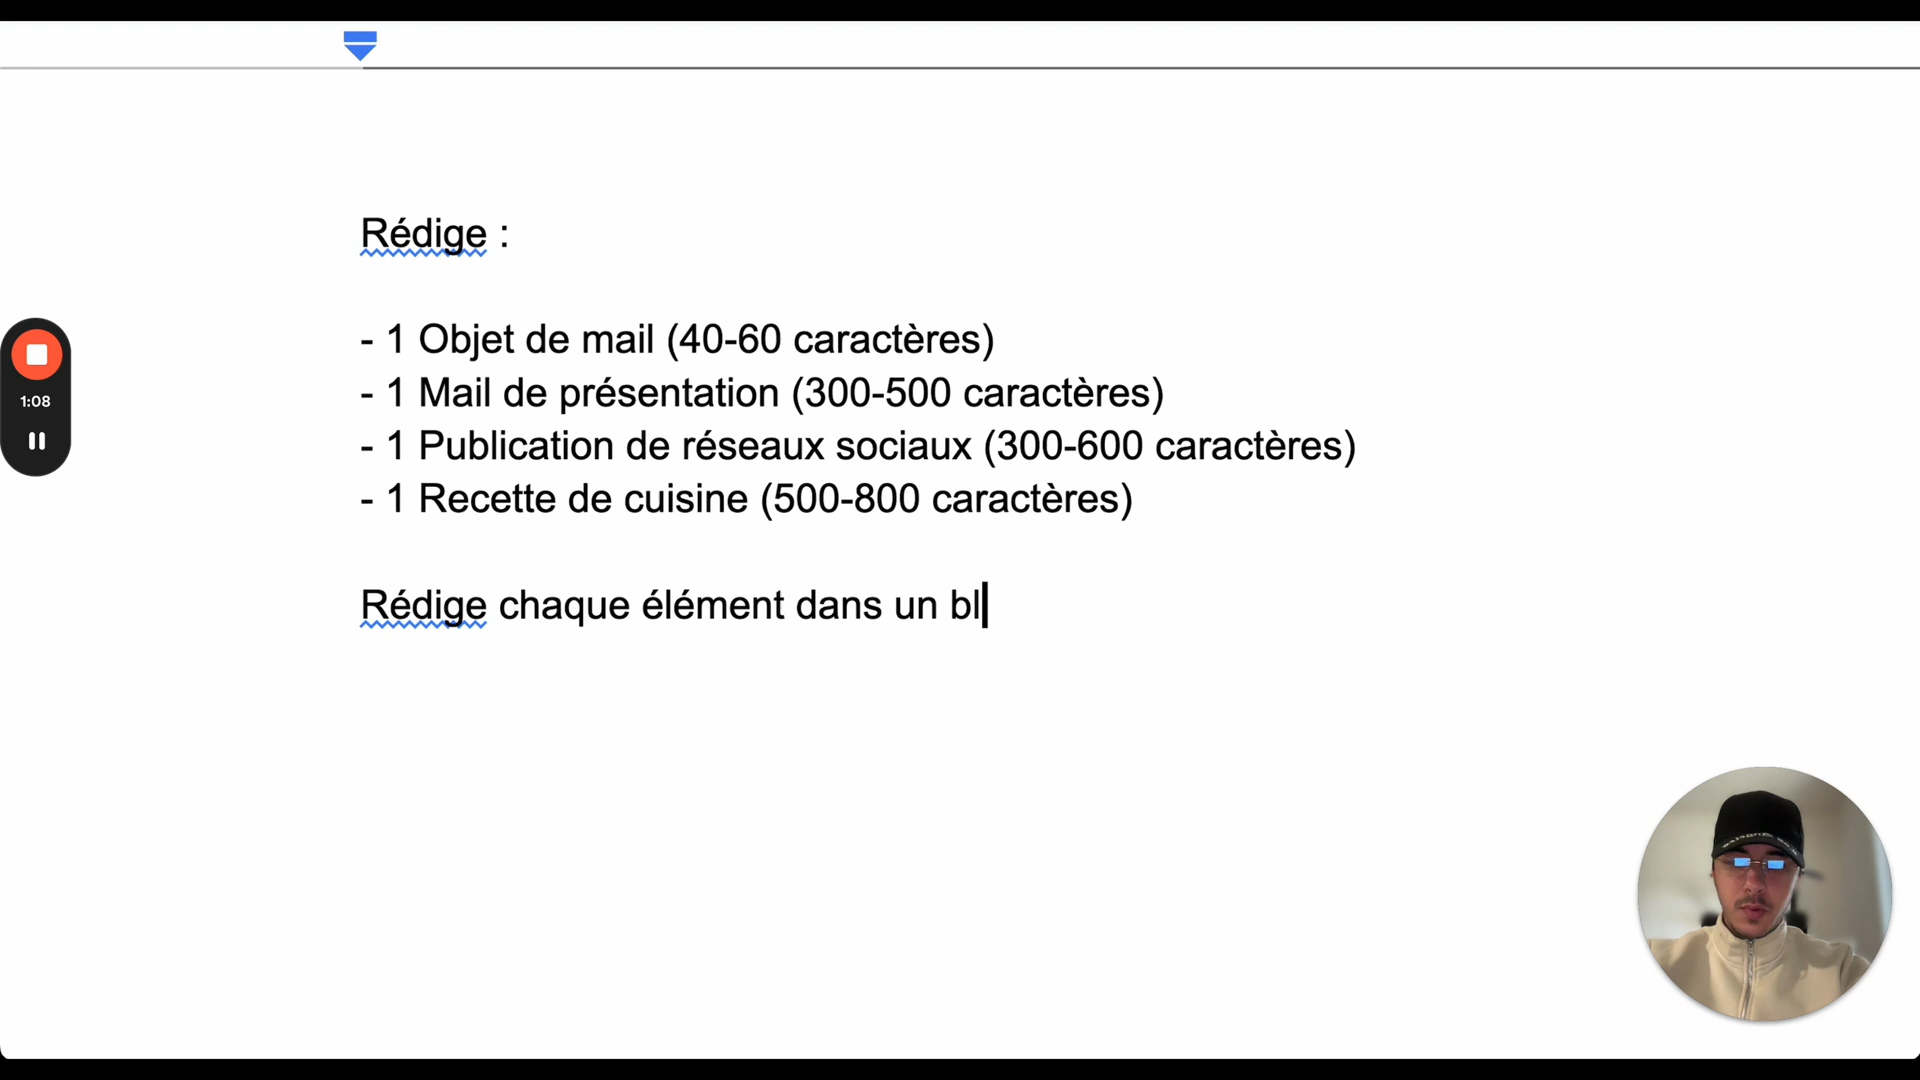 Rédige :
- 1 Objet de mail (40-60 caractères)
- 1 Mail de présentation (300-500 caractères)
- 1 Publication de réseaux sociaux (300-600 caractères)
- 1 Recette de cuisine (500-800 caractères)
Rédige chaque élément dans un bl
1:08